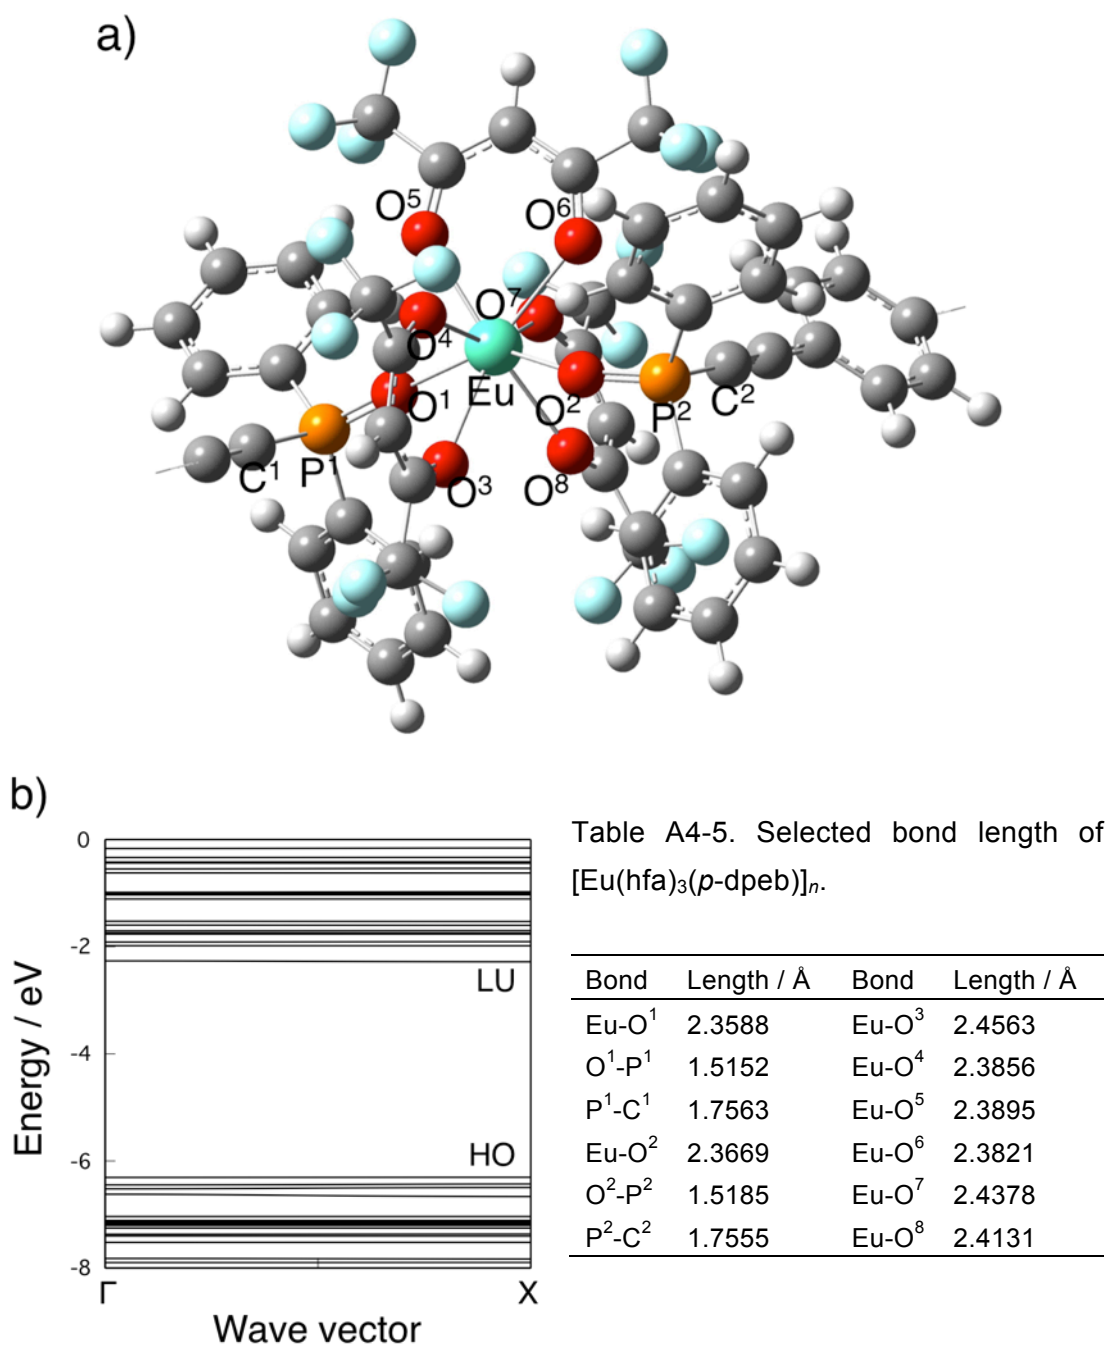 a)
O⁵
O⁶
O⁷
O⁴
Eu
O¹
O²
P²
C²
C¹
P¹
O³
O⁸
b)
Energy / eV
0
-2
-4
-6
-8
LU
HO
Γ
X
Wave vector
Table A4-5. Selected bond length of
[Eu(hfa)₃(p-dpeb)]ₙ.
Bond Length / Å Bond Length / Å
Eu-O¹ 2.3588 Eu-O³ 2.4563
O¹-P¹ 1.5152 Eu-O⁴ 2.3856
P¹-C¹ 1.7563 Eu-O⁵ 2.3895
Eu-O² 2.3669 Eu-O⁶ 2.3821
O²-P² 1.5185 Eu-O⁷ 2.4378
P²-C² 1.7555 Eu-O⁸ 2.4131